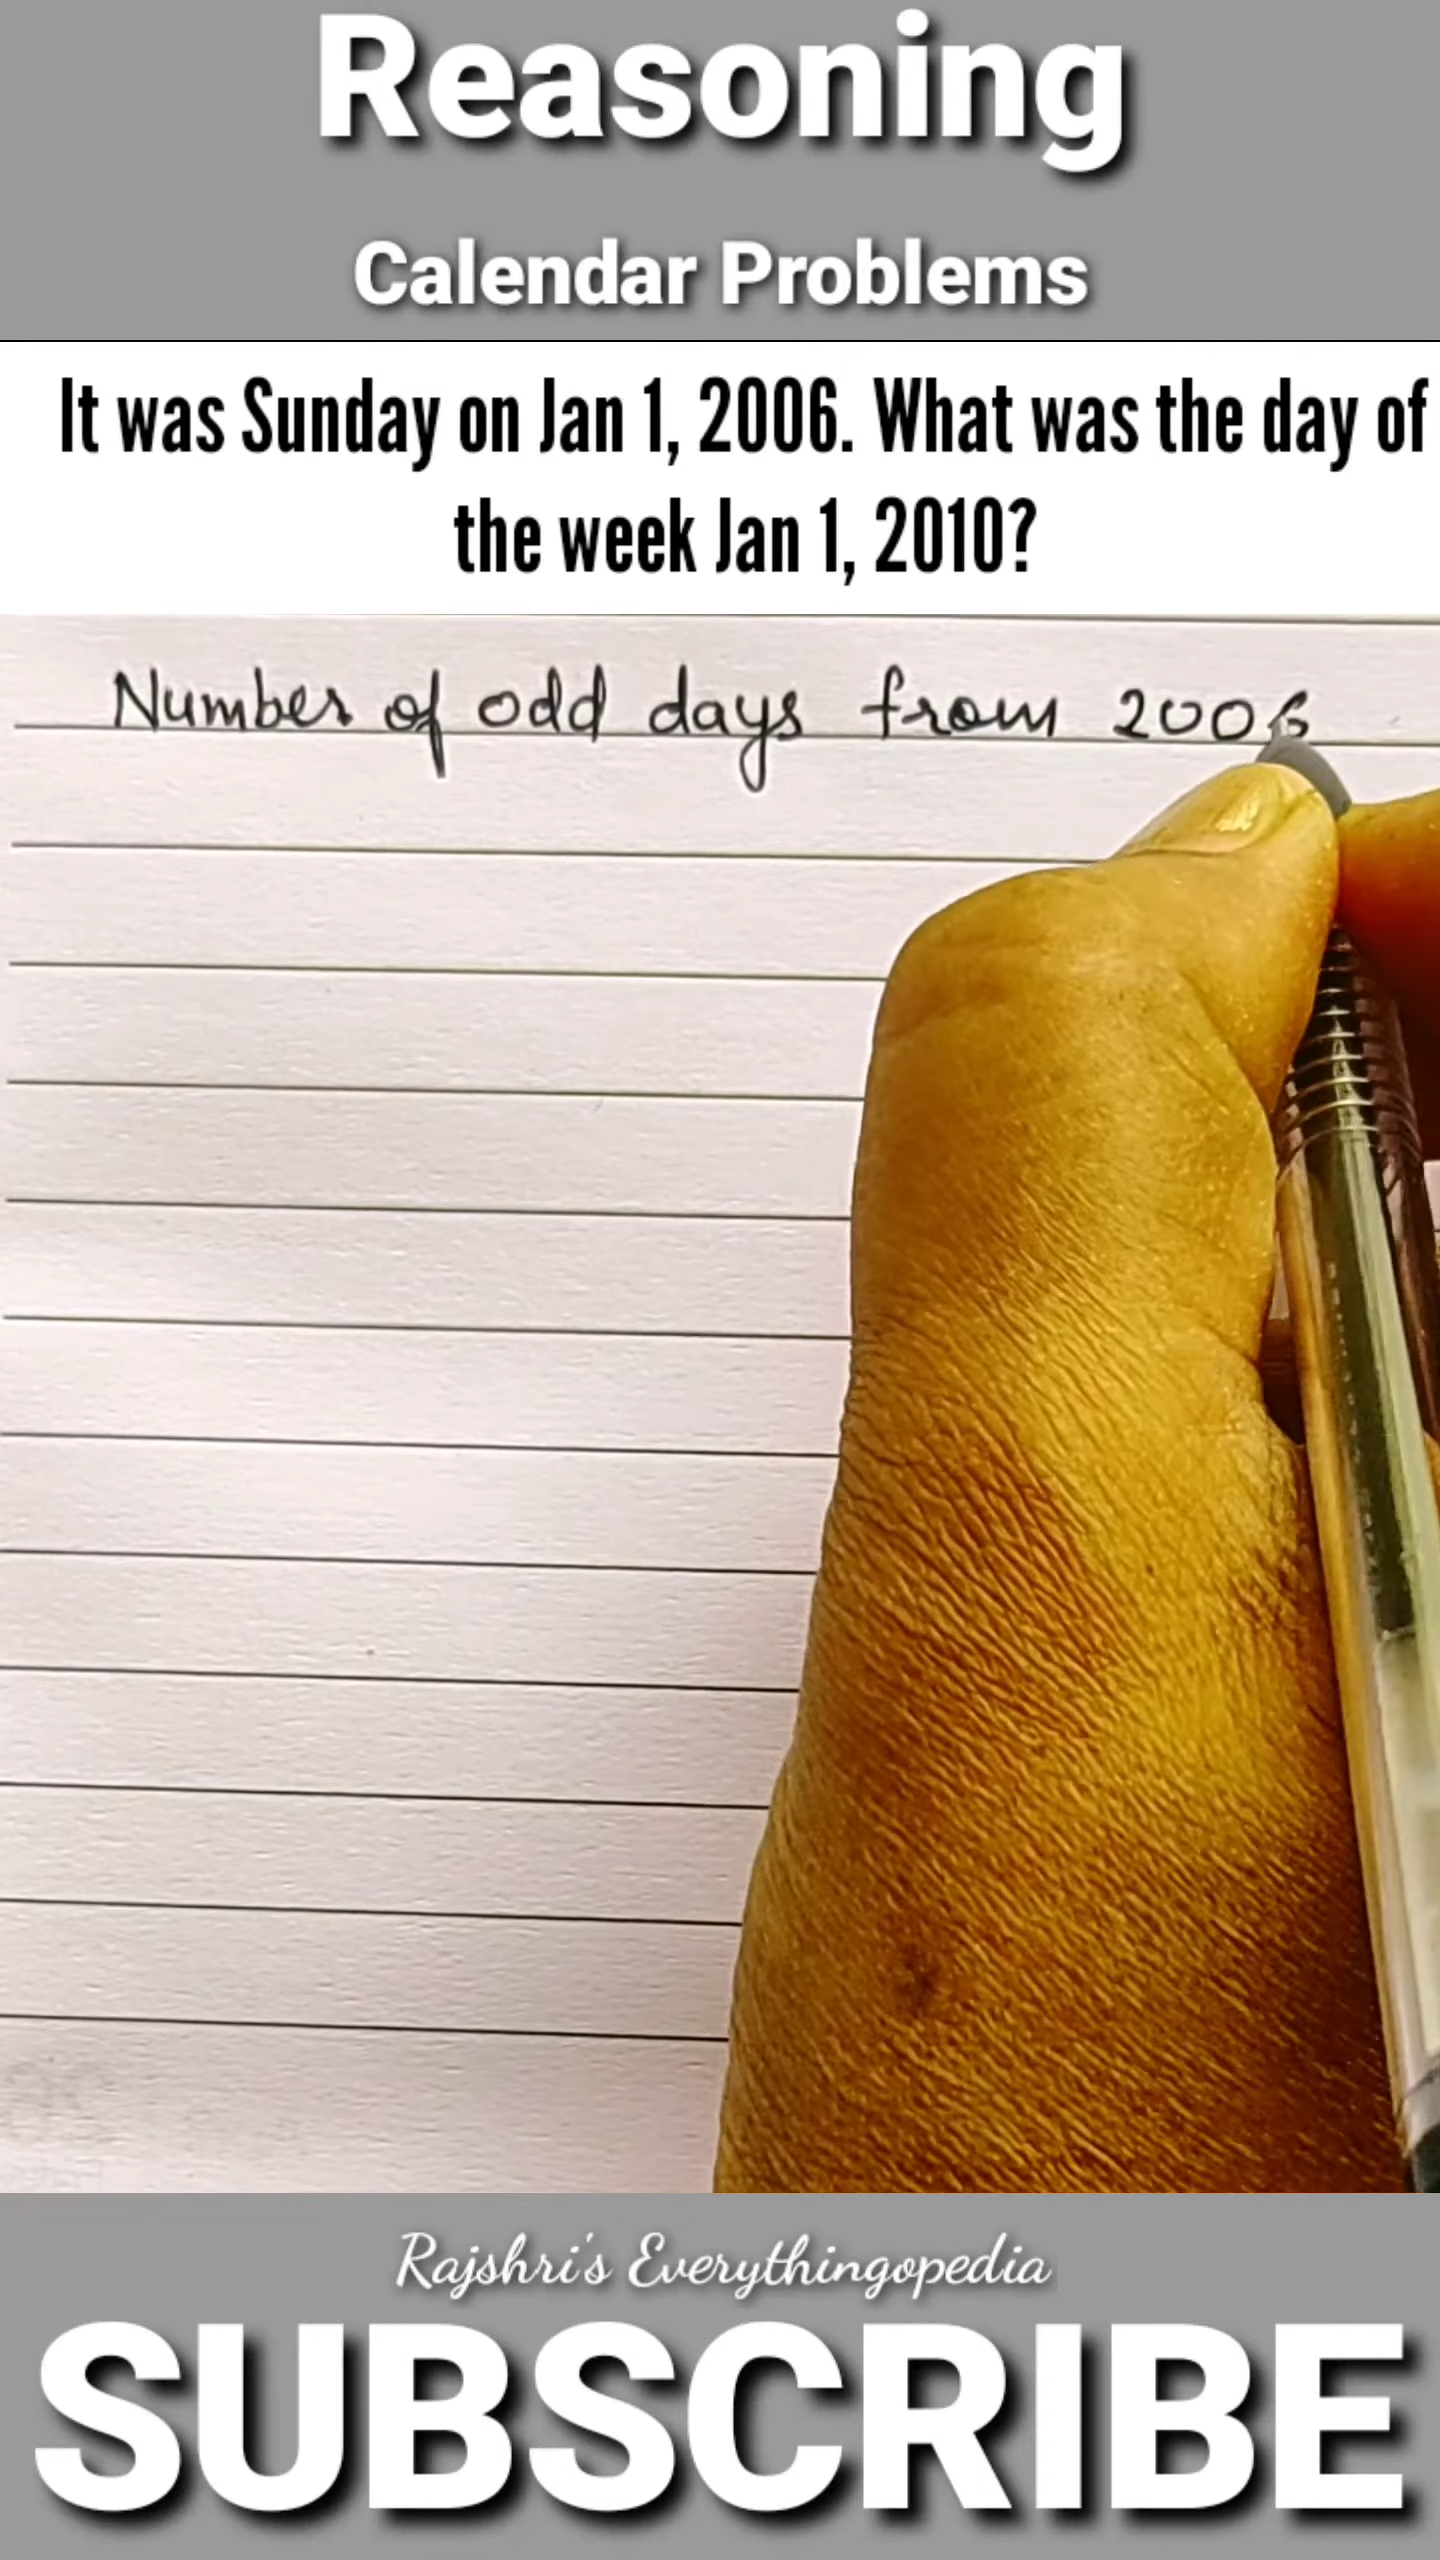 Reasoning
Calendar Problems
It was Sunday on Jan 1, 2006. What was the day of
the week Jan 1, 2010?
Number of odd days from 2006
Rajshri's Everythingopedia
SUBSCRIBE